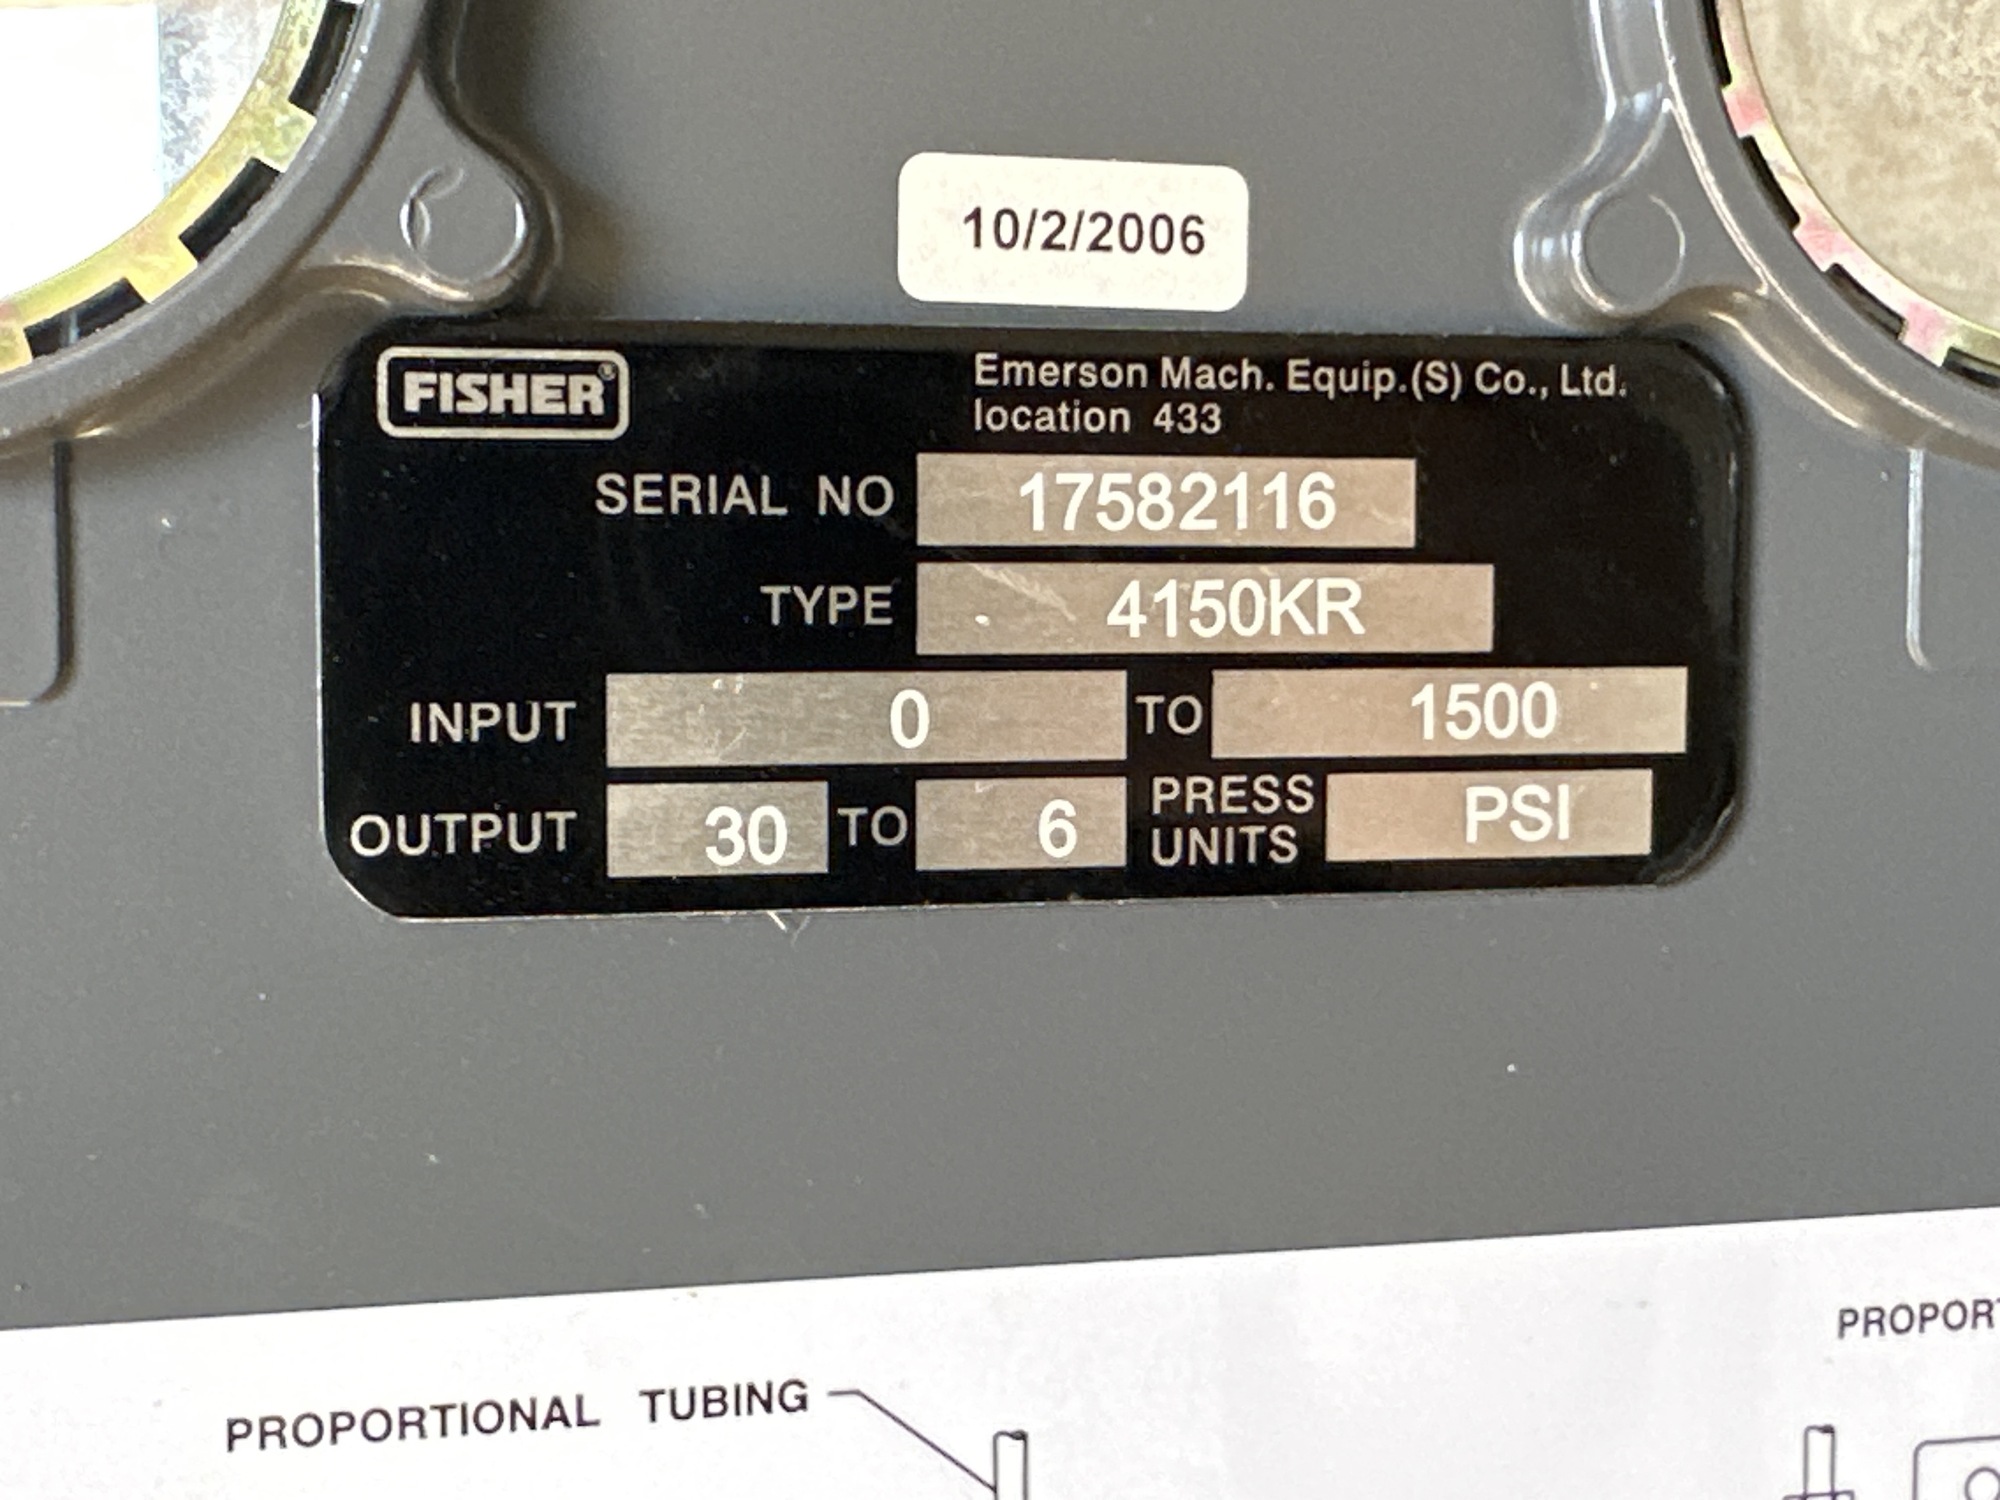 10/2/2006
FISHER®
Emerson Mach. Equip.(S) Co., Ltd.
location 433
SERIAL NO 17582116
TYPE 4150KR
INPUT 0 TO 1500
OUTPUT 30 TO 6 PRESS UNITS PSI
PROPORT
PROPORTIONAL TUBING